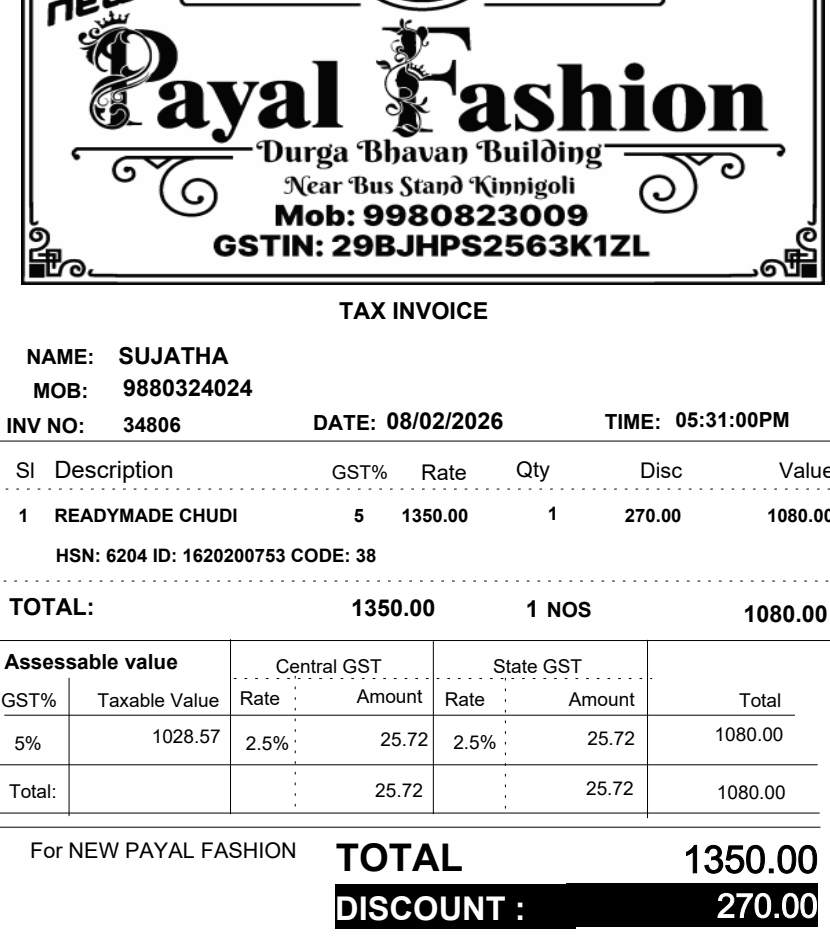 new
Payal Fashion
Durga Bhavan Building
Near Bus Stand Kinnigoli
Mob: 9980823009
GSTIN: 29BJHPS2563K1ZL
TAX INVOICE
NAME: SUJATHA
MOB: 9880324024
INV NO: 34806 DATE: 08/02/2026 TIME: 05:31:00PM
Sl Description GST% Rate Qty Disc Value
1 READYMADE CHUDI 5 1350.00 1 270.00 1080.00
HSN: 6204 ID: 1620200753 CODE: 38
TOTAL: 1350.00 1 NOS 1080.00
Assessable value Central GST State GST
GST% Taxable Value Rate Amount Rate Amount Total
5% 1028.57 2.5% 25.72 2.5% 25.72 1080.00
Total: 25.72 25.72 1080.00
For NEW PAYAL FASHION TOTAL 1350.00
DISCOUNT : 270.00